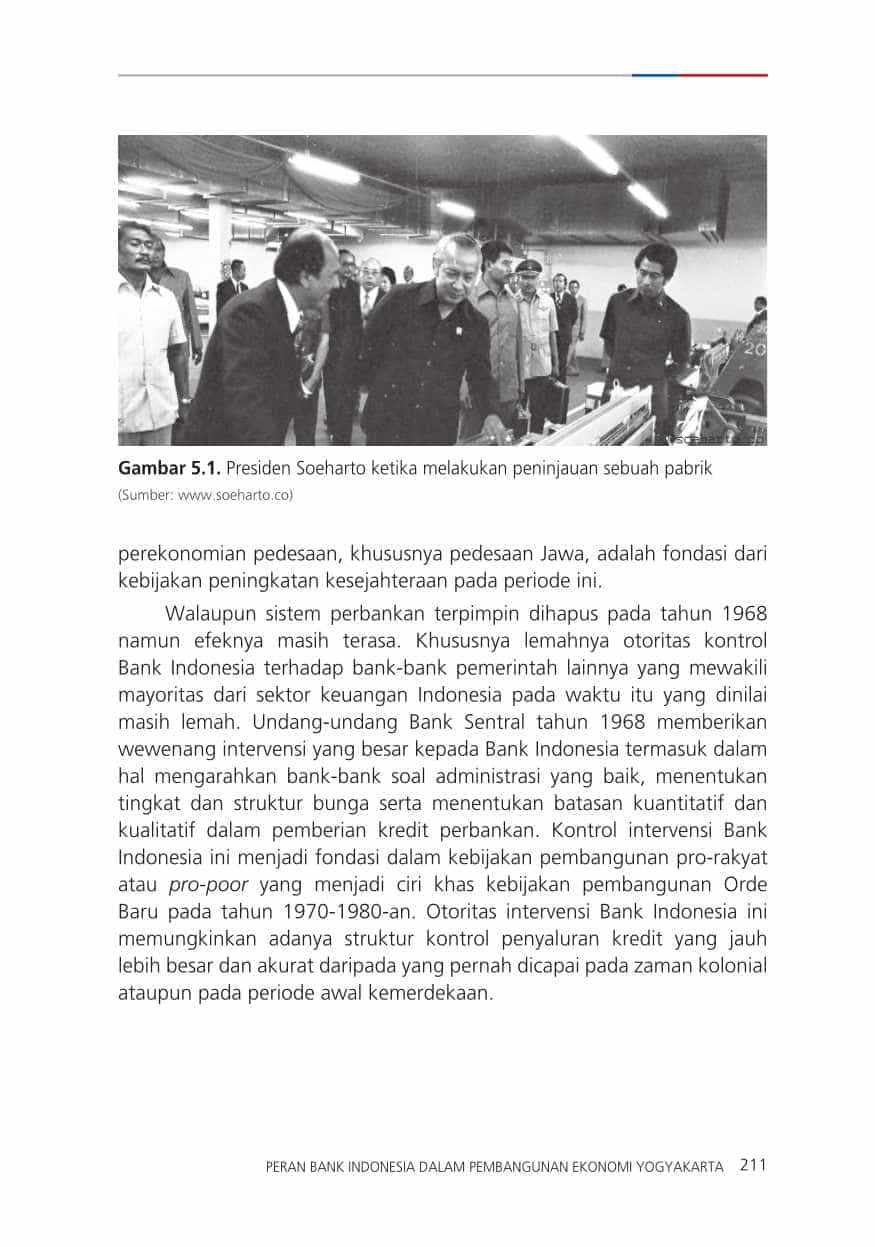 20
soeharto.co
Gambar 5.1. Presiden Soeharto ketika melakukan peninjauan sebuah pabrik
(Sumber: www.soeharto.co)
perekonomian pedesaan, khususnya pedesaan Jawa, adalah fondasi dari
kebijakan peningkatan kesejahteraan pada periode ini.
Walaupun sistem perbankan terpimpin dihapus pada tahun 1968
namun efeknya masih terasa. Khususnya lemahnya otoritas kontrol
Bank Indonesia terhadap bank-bank pemerintah lainnya yang mewakili
mayoritas dari sektor keuangan Indonesia pada waktu itu yang dinilai
masih lemah. Undang-undang Bank Sentral tahun 1968 memberikan
wewenang intervensi yang besar kepada Bank Indonesia termasuk dalam
hal mengarahkan bank-bank soal administrasi yang baik, menentukan
tingkat dan struktur bunga serta menentukan batasan kuantitatif dan
kualitatif dalam pemberian kredit perbankan. Kontrol intervensi Bank
Indonesia ini menjadi fondasi dalam kebijakan pembangunan pro-rakyat
atau pro-poor yang menjadi ciri khas kebijakan pembangunan Orde
Baru pada tahun 1970-1980-an. Otoritas intervensi Bank Indonesia ini
memungkinkan adanya struktur kontrol penyaluran kredit yang jauh
lebih besar dan akurat daripada yang pernah dicapai pada zaman kolonial
ataupun pada periode awal kemerdekaan.
PERAN BANK INDONESIA DALAM PEMBANGUNAN EKONOMI YOGYAKARTA 211